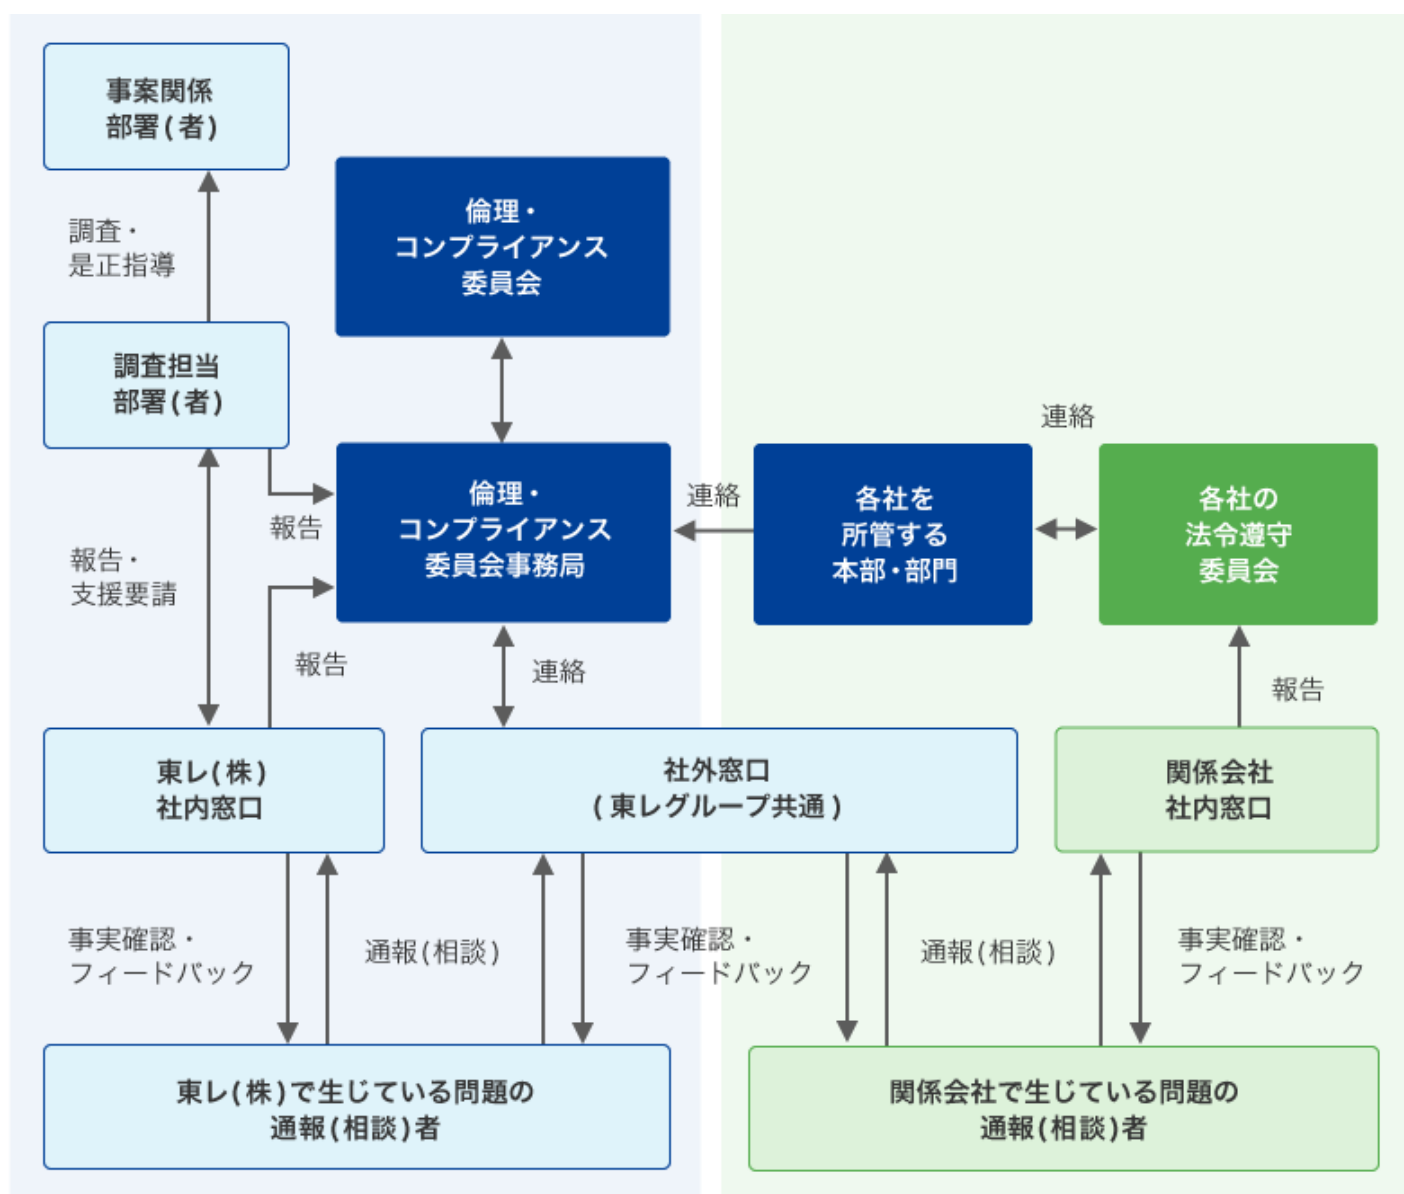 事案関係
部署(者)
調査・
是正指導
倫理・
コンプライアンス
委員会
調査担当
部署(者)
報告
報告・
支援要請
倫理・
コンプライアンス
委員会事務局
連絡
各社を
所管する
本部・部門
連絡
各社の
法令遵守
委員会
報告
連絡
報告
東レ(株)
社内窓口
社外窓口
(東レグループ共通)
関係会社
社内窓口
事実確認・
フィードバック
通報(相談)
事実確認・
フィードバック
通報(相談)
事実確認・
フィードバック
東レ(株)で生じている問題の
通報(相談)者
関係会社で生じている問題の
通報(相談)者